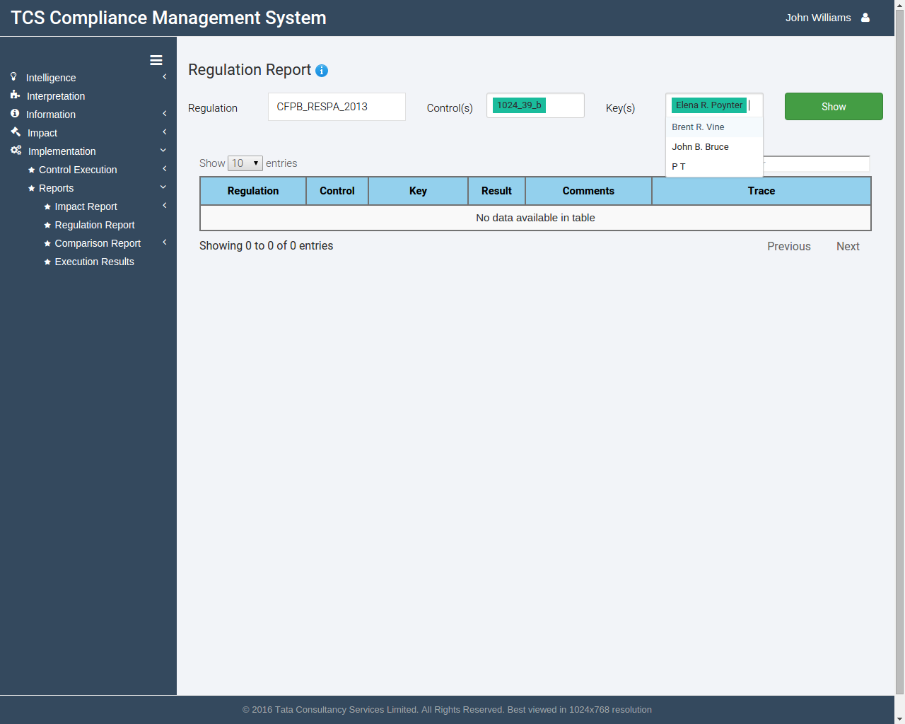 TCS Compliance Management System
John Williams
Intelligence
Interpretation
Information
Impact
Implementation
Control Execution
Reports
Impact Report
Regulation Report
Comparison Report
Execution Results
Regulation Report
Regulation
CFPB_RESPA_2013
Control(s)
1024_39_b
Key(s)
Elena R. Poynter
Show
Brent R. Vine
John B. Bruce
P T
Show 10 entries
Regulation Control Key Result Comments Trace
No data available in table
Showing 0 to 0 of 0 entries
Previous Next
© 2016 Tata Consultancy Services Limited. All Rights Reserved. Best viewed in 1024x768 resolution